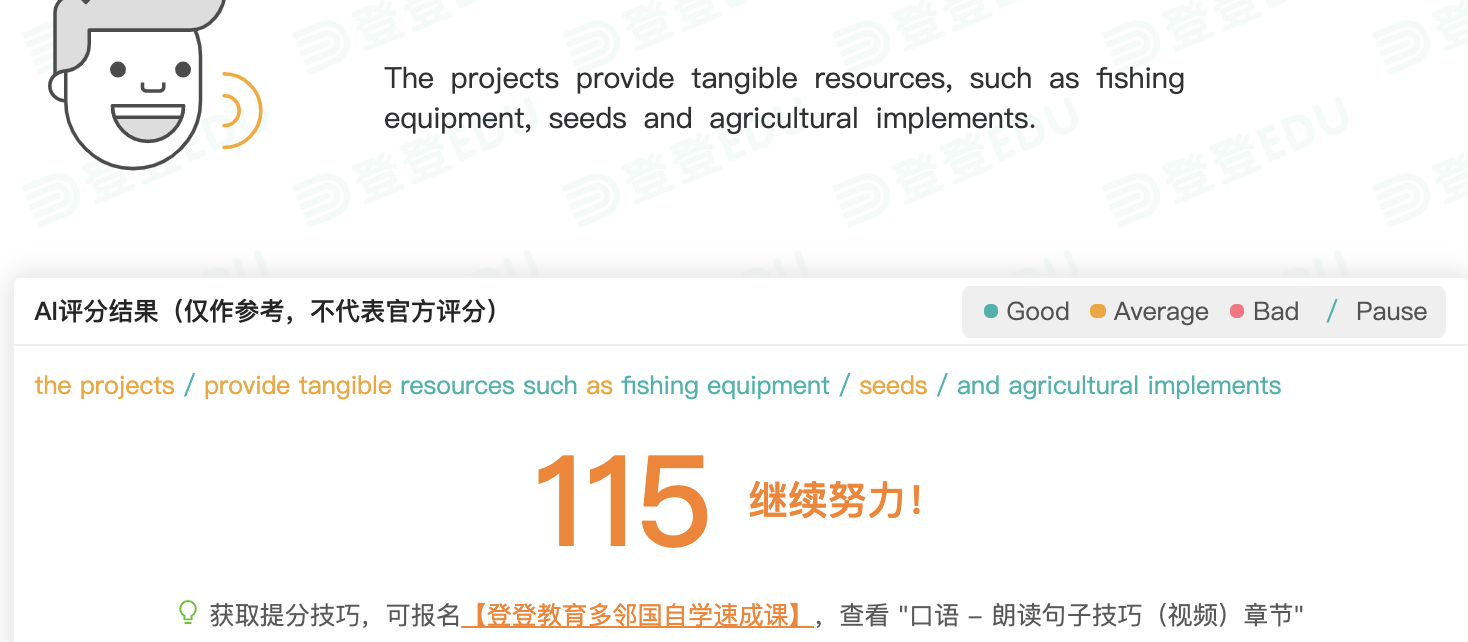 The projects provide tangible resources, such as fishing
equipment, seeds and agricultural implements.
AI评分结果（仅作参考，不代表官方评分）
Good Average Bad / Pause
the projects / provide tangible resources such as fishing equipment / seeds / and agricultural implements
115 继续努力！
获取提分技巧，可报名【登登教育多邻国自学速成课】，查看 "口语 – 朗读句子技巧（视频）章节"
登登EDU